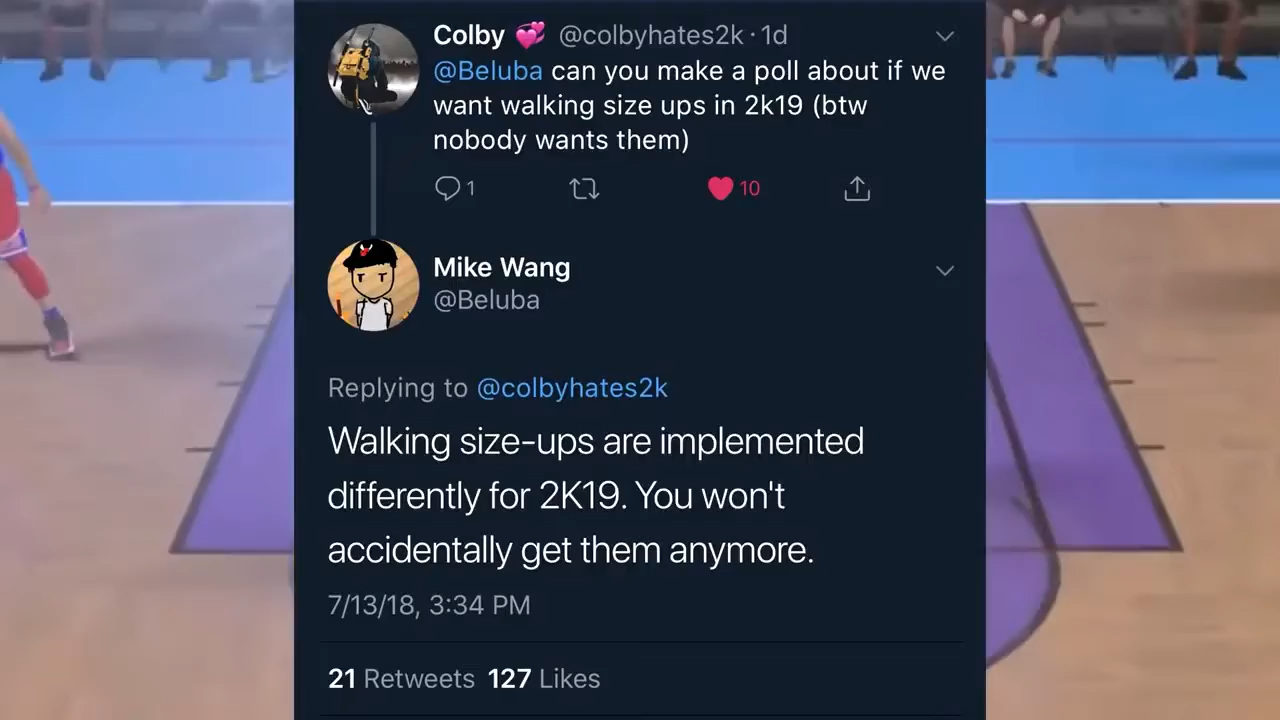 Colby 💞 @colbyhates2k · 1d
@Beluba can you make a poll about if we
want walking size ups in 2k19 (btw
nobody wants them)
1 10
Mike Wang
@Beluba
Replying to @colbyhates2k
Walking size-ups are implemented
differently for 2K19. You won't
accidentally get them anymore.
7/13/18, 3:34 PM
21 Retweets 127 Likes